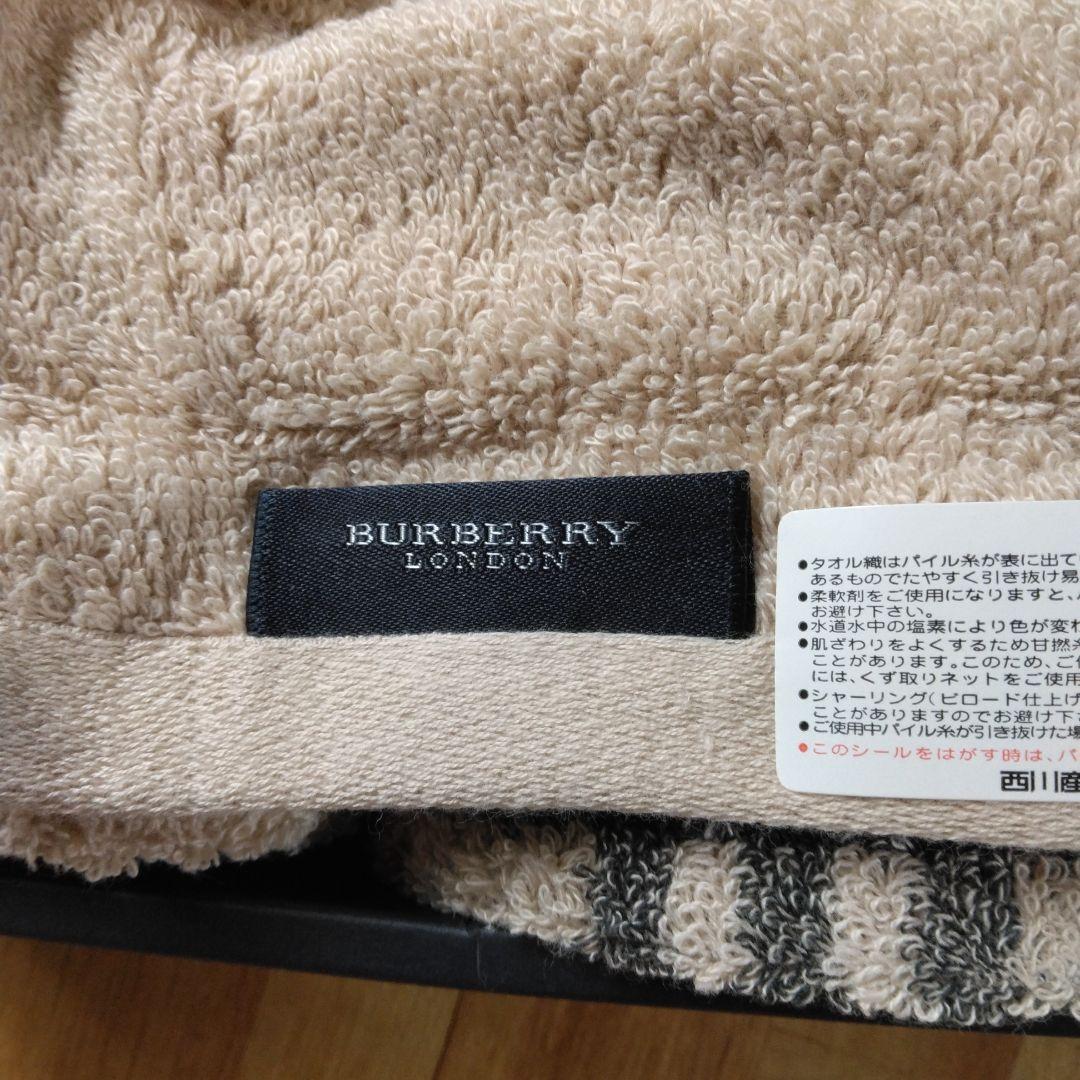 BURBERRY
LONDON
●タオル織はパイル糸が表に出て
あるものでたやすく引き抜け易
●柔軟剤をご使用になりますと、
お避け下さい。
●水道水中の塩素により色が変わ
●肌ざわりをよくするため甘撚糸
ことがあります。このため、ご使
には、くず取りネットをご使用
●シャーリング(ビロード仕上げ
ことがありますのでお避け下さ
●ご使用中パイル糸が引き抜けた場
●このシールをはがす時は、パ
西川産